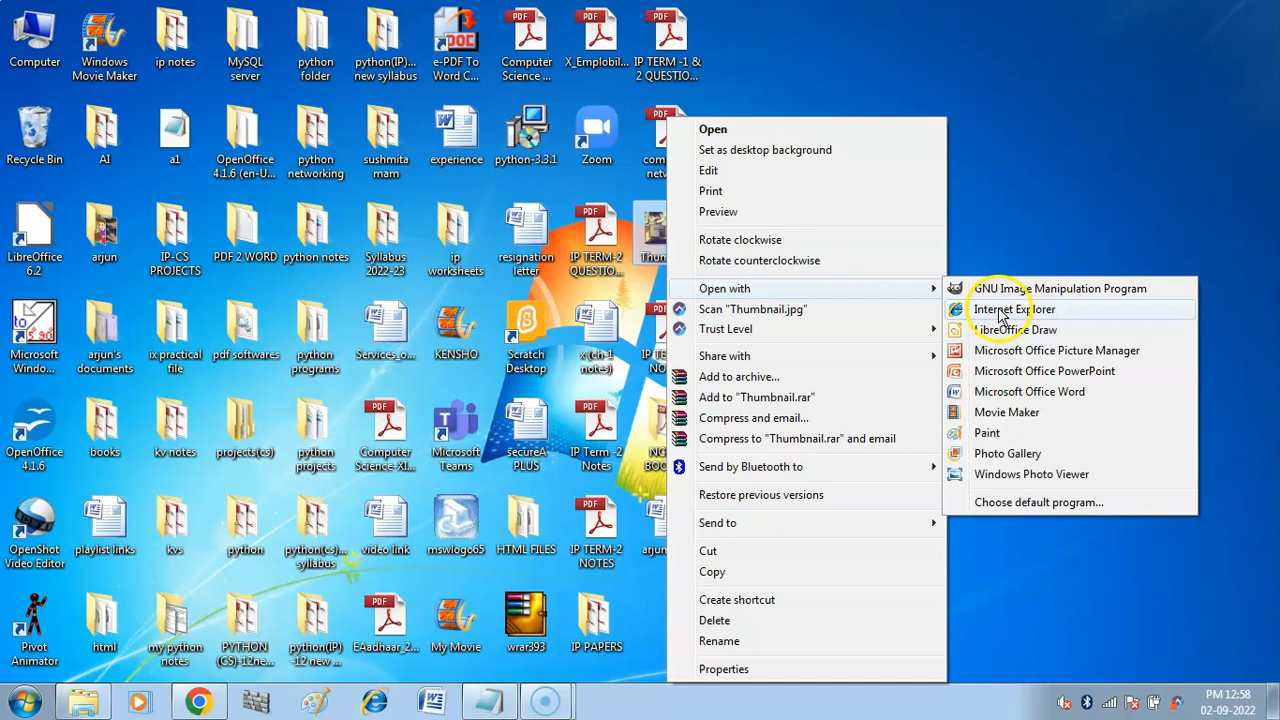 Computer
Windows
Movie Maker
ip notes
MySQL
server
python
folder
python(IP)...
new syllabus
e-PDF To
Word C...
Computer
Science ...
X_Emplobil...
IP TERM -1 &
2 QUESTIO...
Recycle Bin
AI
a1
OpenOffice
4.1.6 (en-U...
python
networking
sushmita
mam
experience
python-3.3.1
Zoom
com
netw
LibreOffice
6.2
arjun
IP-CS
PROJECTS
PDF 2 WORD
python notes
Syllabus
2022-23
ip
worksheets
resignation
letter
IP TERM-2
QUESTIO...
Thum
Microsoft
Windo...
arjun's
documents
ix practical
file
pdf softwares
python
programs
Services_o...
KENSHO
Scratch
Desktop
x (ch-1
notes)
IP T
N
OpenOffice
4.1.6
books
kv notes
projects(cs)
python
projects
Computer
Science-XI...
Microsoft
Teams
secureA
PLUS
IP Term -2
Notes
NC
BOO
OpenShot
Video Editor
playlist links
kvs
python
python(cs)...
syllabus
video link
mswlogo65
HTML FILES
IP TERM-2
NOTES
arjun
Pivot
Animator
html
my python
notes
PYTHON
(CS)-12ne...
python(IP)
-12 new ...
EAadhaar_2...
My Movie
wrar393
IP PAPERS
Open
Set as desktop background
Edit
Print
Preview
Rotate clockwise
Rotate counterclockwise
Open with
Scan "Thumbnail.jpg"
Trust Level
Share with
Add to archive...
Add to "Thumbnail.rar"
Compress and email...
Compress to "Thumbnail.rar" and email
Send by Bluetooth to
Restore previous versions
Send to
Cut
Copy
Create shortcut
Delete
Rename
Properties
GNU Image Manipulation Program
Internet Explorer
LibreOffice Draw
Microsoft Office Picture Manager
Microsoft Office PowerPoint
Microsoft Office Word
Movie Maker
Paint
Photo Gallery
Windows Photo Viewer
Choose default program...
PM 12:58
02-09-2022